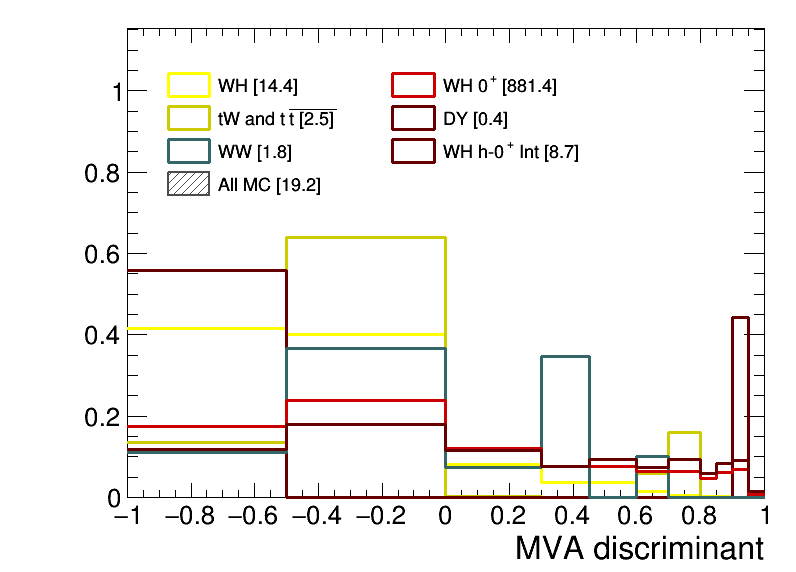 WH [14.4]
WH 0⁺ [881.4]
tW and t t̅ [2.5]
DY [0.4]
WW [1.8]
WH h-0⁺ Int [8.7]
All MC [19.2]
1
0.8
0.6
0.4
0.2
0
−1 −0.8 −0.6 −0.4 −0.2 0 0.2 0.4 0.6 0.8 1
MVA discriminant